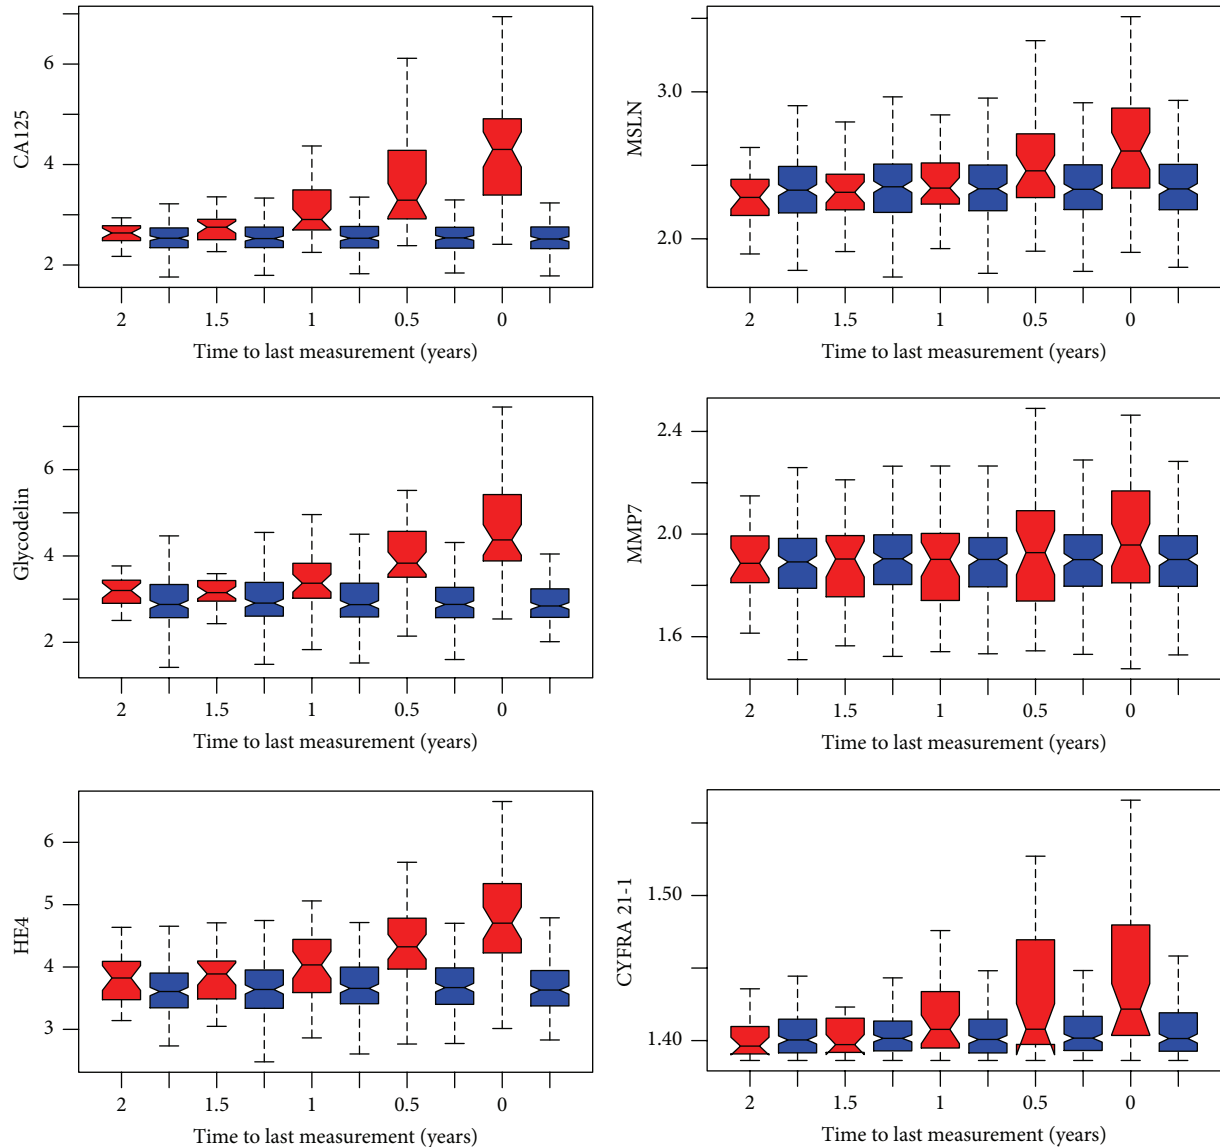 CA125
6
4
2
2 1.5 1 0.5 0
Time to last measurement (years)
MSLN
3.0
2.0
2 1.5 1 0.5 0
Time to last measurement (years)
Glycodelin
6
4
2
2 1.5 1 0.5 0
Time to last measurement (years)
MMP7
2.4
2.0
1.6
2 1.5 1 0.5 0
Time to last measurement (years)
HE4
6
5
4
3
2 1.5 1 0.5 0
Time to last measurement (years)
CYFRA 21-1
1.50
1.40
2 1.5 1 0.5 0
Time to last measurement (years)